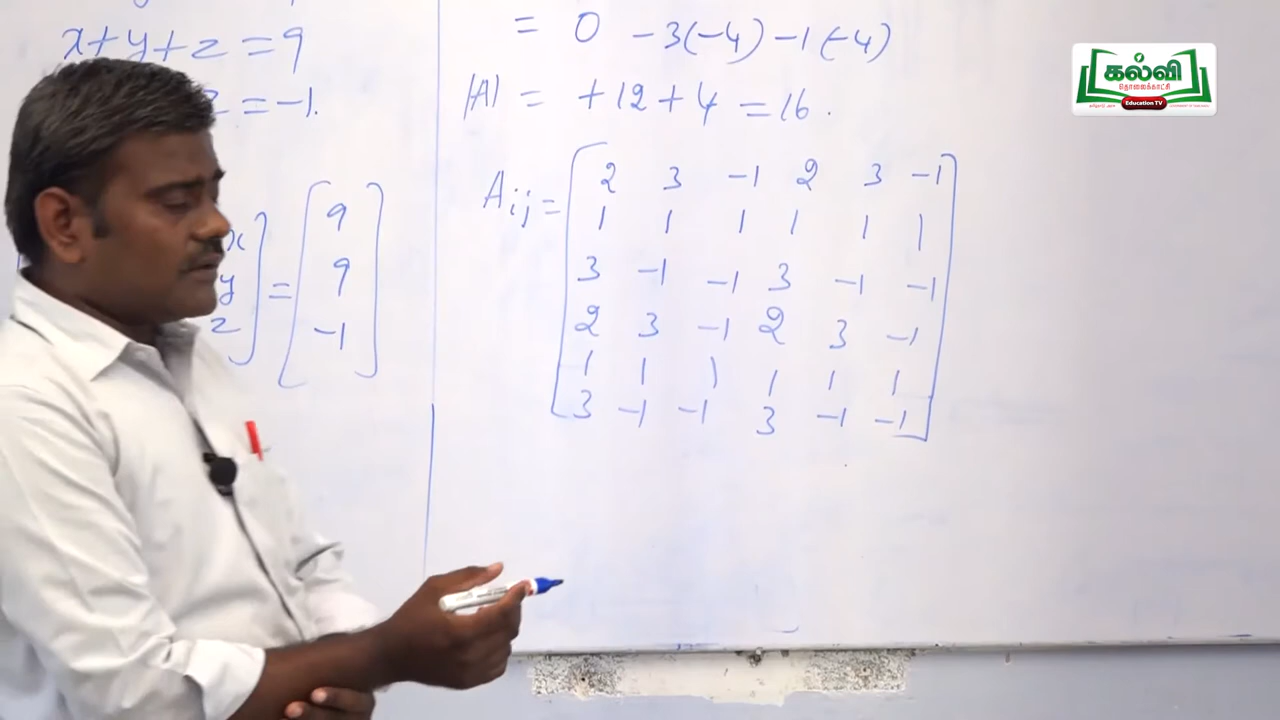 x+y+z = 9
z = -1.
x
y
z
=
9
9
-1
= 0 -3(-4) -1(-4)
|A| = +12+4 = 16.
Aij =
2 3 -1 2 3 -1
1 1 1 1 1 1
3 -1 -1 3 -1 -1
2 3 -1 2 3 -1
1 1 1 1 1 1
3 -1 -1 3 -1 -1
கல்வி
தொலைக்காட்சி
Education TV